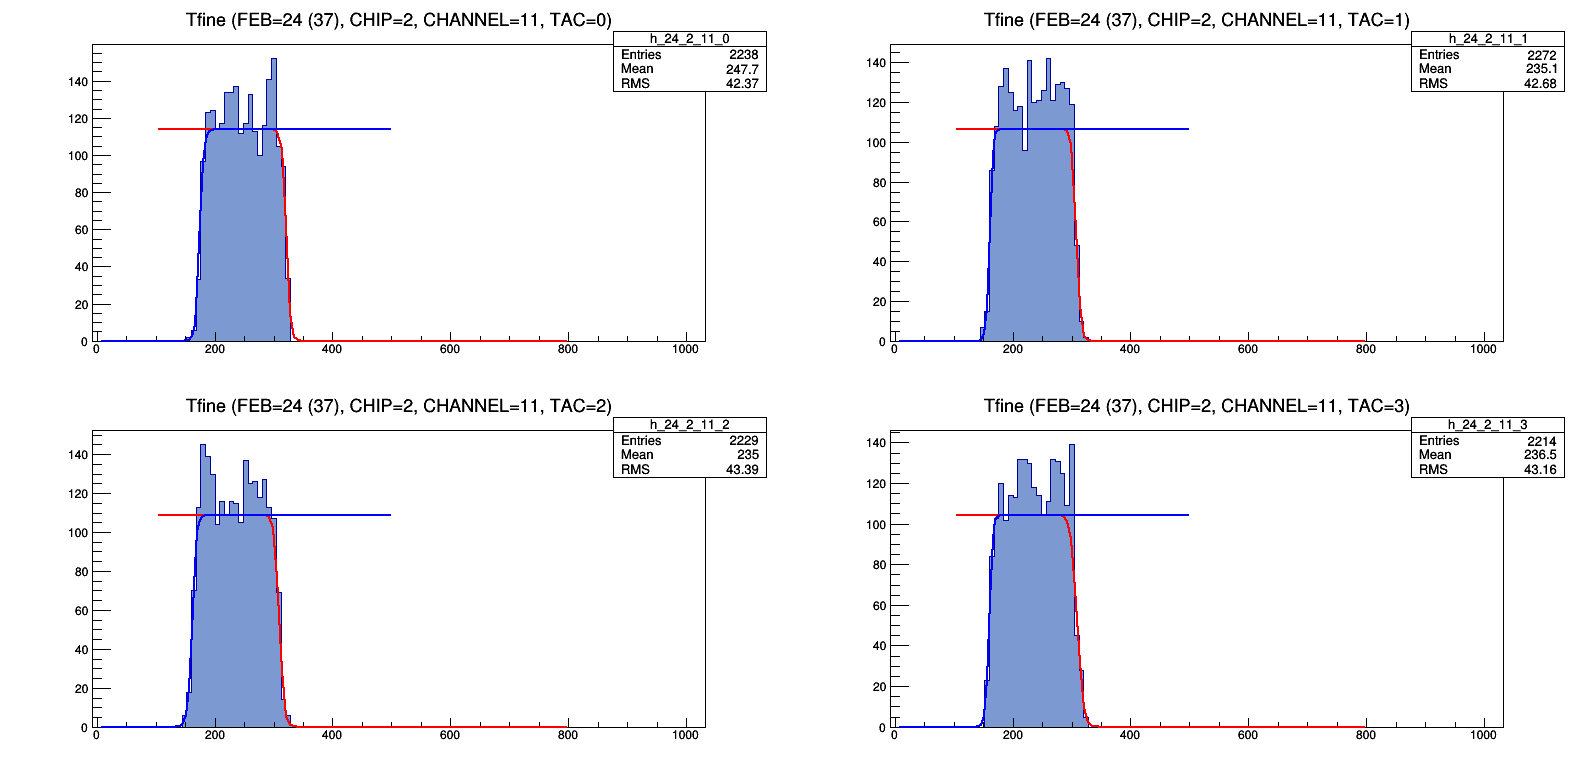 Tfine (FEB=24 (37), CHIP=2, CHANNEL=11, TAC=0)
h_24_2_11_0
Entries 2238
Mean 247.7
RMS 42.37
140
120
100
80
60
40
20
0
0 200 400 600 800 1000
Tfine (FEB=24 (37), CHIP=2, CHANNEL=11, TAC=1)
h_24_2_11_1
Entries 2272
Mean 235.1
RMS 42.68
140
120
100
80
60
40
20
0
0 200 400 600 800 1000
Tfine (FEB=24 (37), CHIP=2, CHANNEL=11, TAC=2)
h_24_2_11_2
Entries 2229
Mean 235
RMS 43.39
140
120
100
80
60
40
20
0
0 200 400 600 800 1000
Tfine (FEB=24 (37), CHIP=2, CHANNEL=11, TAC=3)
h_24_2_11_3
Entries 2214
Mean 236.5
RMS 43.16
140
120
100
80
60
40
20
0
0 200 400 600 800 1000